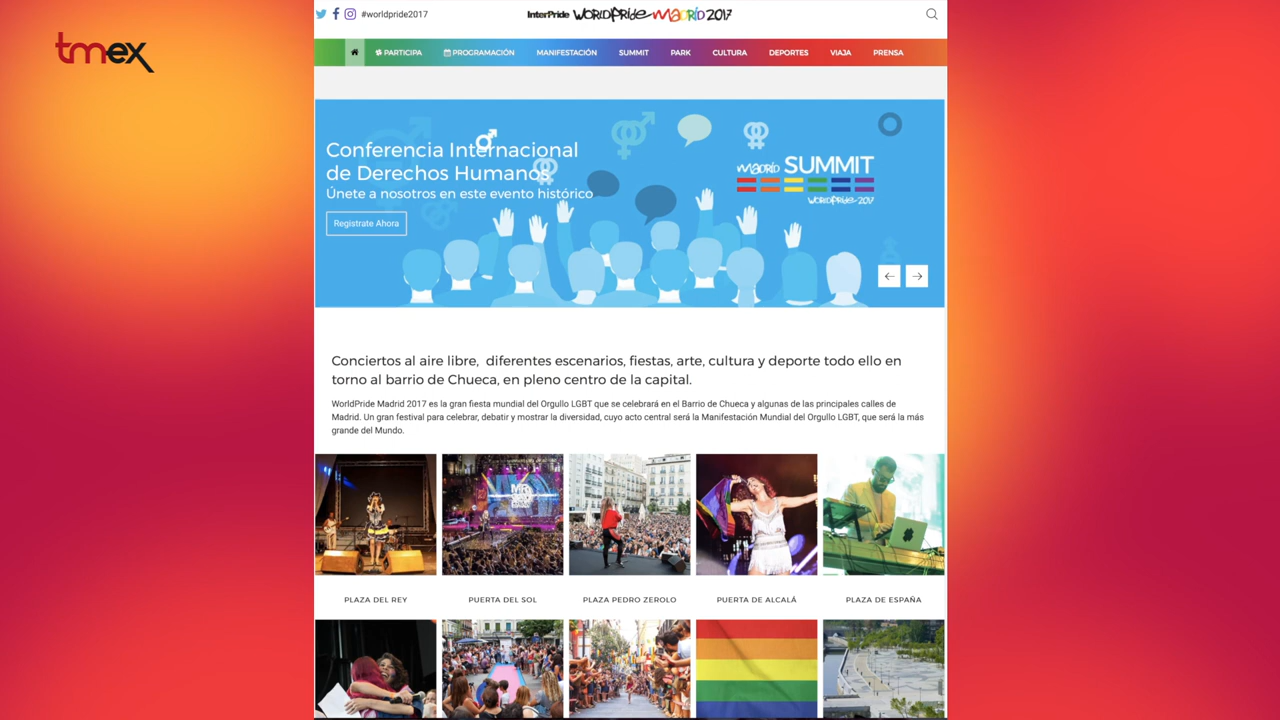 tmex
#worldpride2017
InterPride WORLDPRIDE MADRID 2017
PARTICIPA PROGRAMACIÓN MANIFESTACIÓN SUMMIT PARK CULTURA DEPORTES VIAJA PRENSA
Conferencia Internacional
de Derechos Humanos
Únete a nosotros en este evento histórico
Registrate Ahora
MADRID SUMMIT
WORLDPRIDE 2017
Conciertos al aire libre, diferentes escenarios, fiestas, arte, cultura y deporte todo ello en
torno al barrio de Chueca, en pleno centro de la capital.
WorldPride Madrid 2017 es la gran fiesta mundial del Orgullo LGBT que se celebrará en el Barrio de Chueca y algunas de las principales calles de
Madrid. Un gran festival para celebrar, debatir y mostrar la diversidad, cuyo acto central será la Manifestación Mundial del Orgullo LGBT, que será la más
grande del Mundo.
PLAZA DEL REY
PUERTA DEL SOL
PLAZA PEDRO ZEROLO
PUERTA DE ALCALÁ
PLAZA DE ESPAÑA